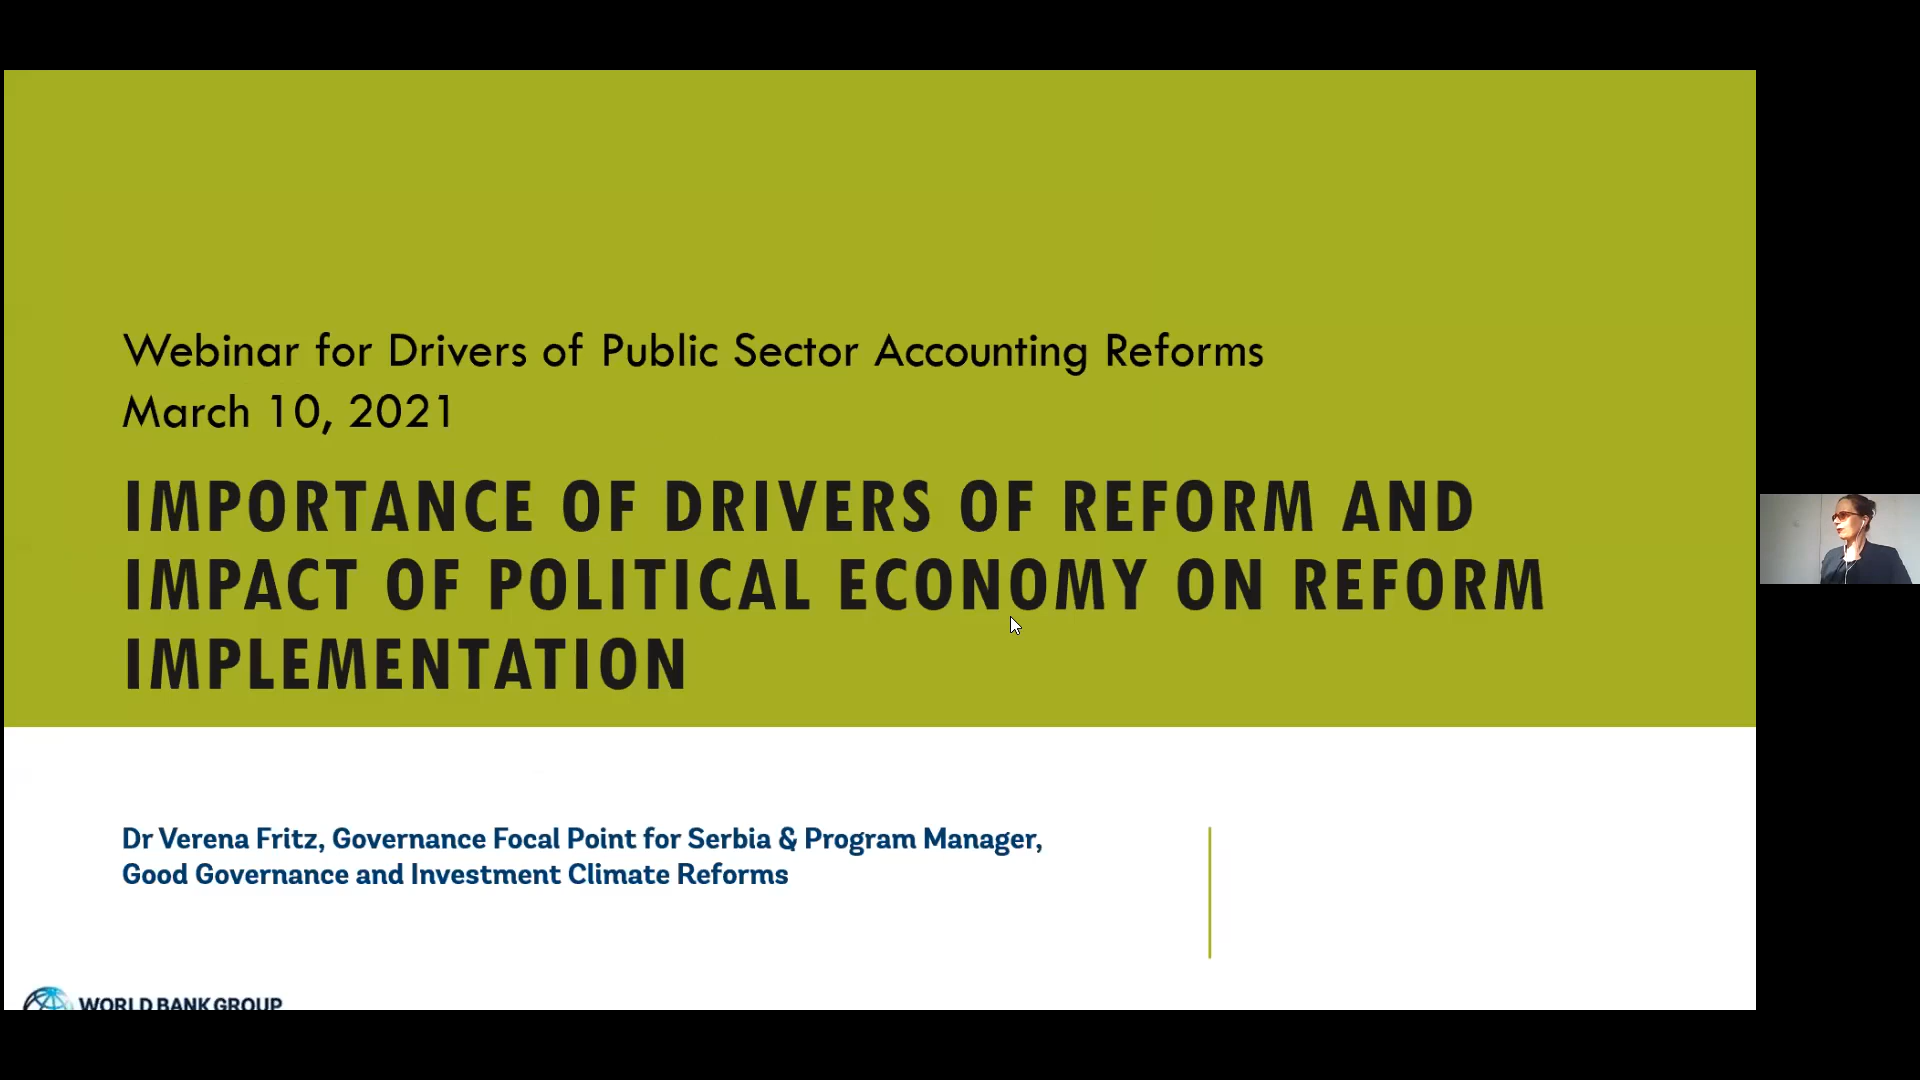 Webinar for Drivers of Public Sector Accounting Reforms
March 10, 2021
IMPORTANCE OF DRIVERS OF REFORM AND
IMPACT OF POLITICAL ECONOMY ON REFORM
IMPLEMENTATION
Dr Verena Fritz, Governance Focal Point for Serbia & Program Manager,
Good Governance and Investment Climate Reforms
WORLD BANK GROUP